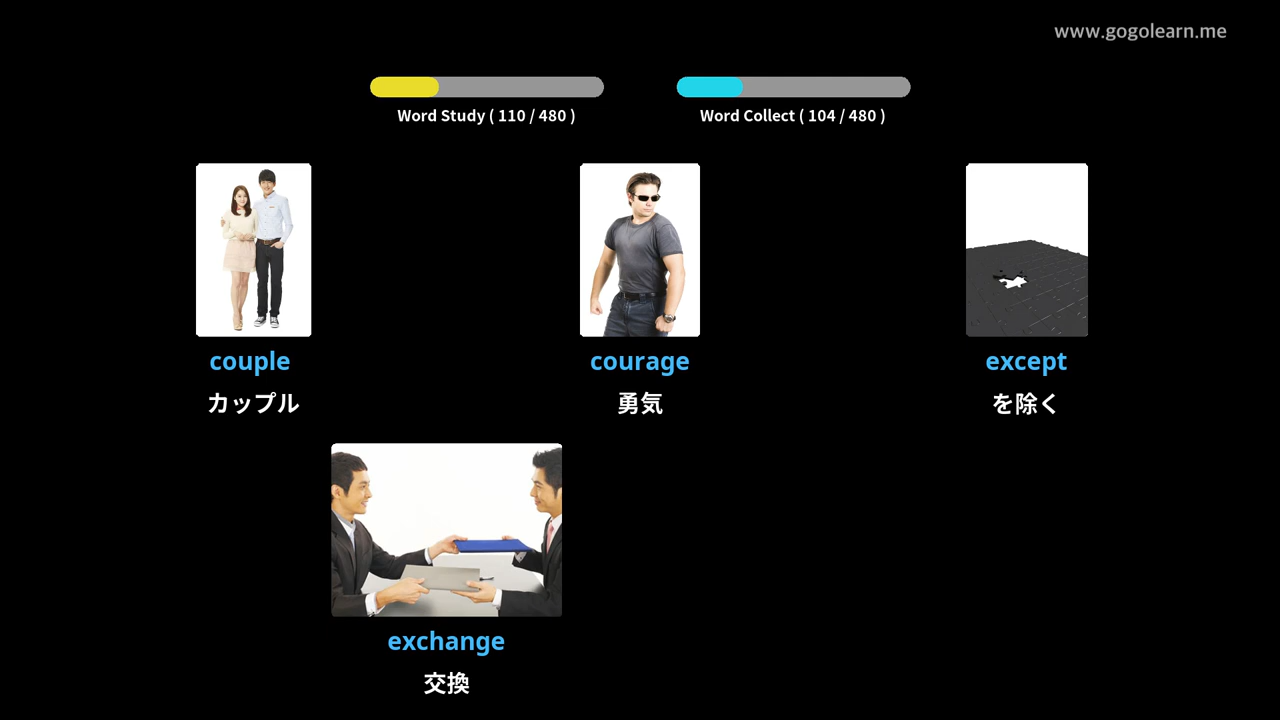 www.gogolearn.me
Word Study ( 110 / 480 )
Word Collect ( 104 / 480 )
couple
カップル
courage
勇気
except
を除く
exchange
交換